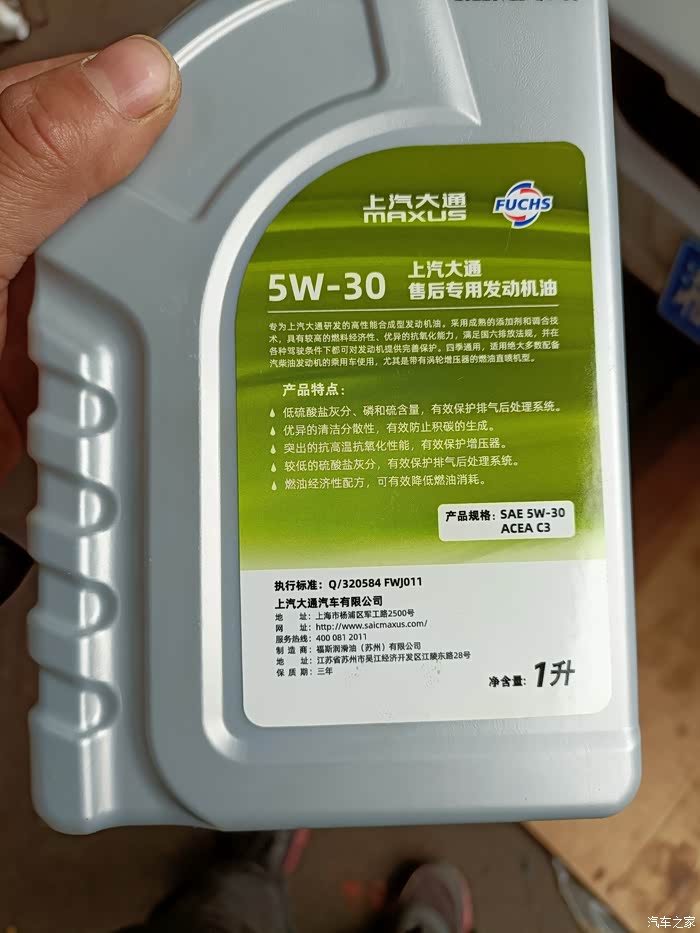 上汽大通
MAXUS
FUCHS
5W-30
上汽大通
售后专用发动机油
专为上汽大通研发的高性能合成型发动机油。采用成熟的添加剂和调合技
术，具有较高的燃料经济性、优异的抗氧化能力，满足国六排放法规，并在
各种驾驶条件下都可对发动机提供完善保护。四季通用，适用绝大多数配备
汽柴油发动机的乘用车使用，尤其是带有涡轮增压器的燃油直喷机型。
产品特点：
低硫酸盐灰分、磷和硫含量，有效保护排气后处理系统。
优异的清洁分散性，有效防止积碳的生成。
突出的抗高温抗氧化性能，有效保护增压器。
较低的硫酸盐灰分，有效保护排气后处理系统。
燃油经济性配方，可有效降低燃油消耗。
产品规格：SAE 5W-30
ACEA C3
执行标准：Q/320584 FWJ011
上汽大通汽车有限公司
地 址：上海市杨浦区军工路2500号
网 址：http://www.saicmaxus.com/
服务热线：400 081 2011
制 造 商：福斯润滑油（苏州）有限公司
地 址：江苏省苏州市吴江经济开发区江陵东路28号
保 质 期：三年
净含量：1升
汽车之家